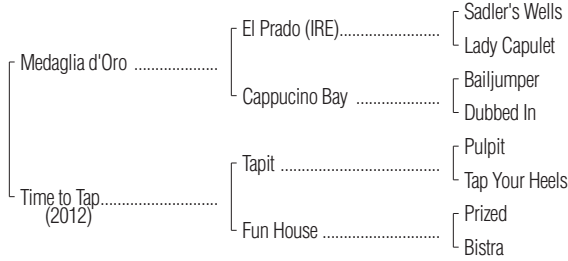 Sadler's Wells
El Prado (IRE)....................
Lady Capulet
Medaglia d'Oro ....................
Bailjumper
Cappucino Bay ....................
Dubbed In
Pulpit
Tapit ......................................
Tap Your Heels
Time to Tap............................
(2012)
Prized
Fun House ............................
Bistra